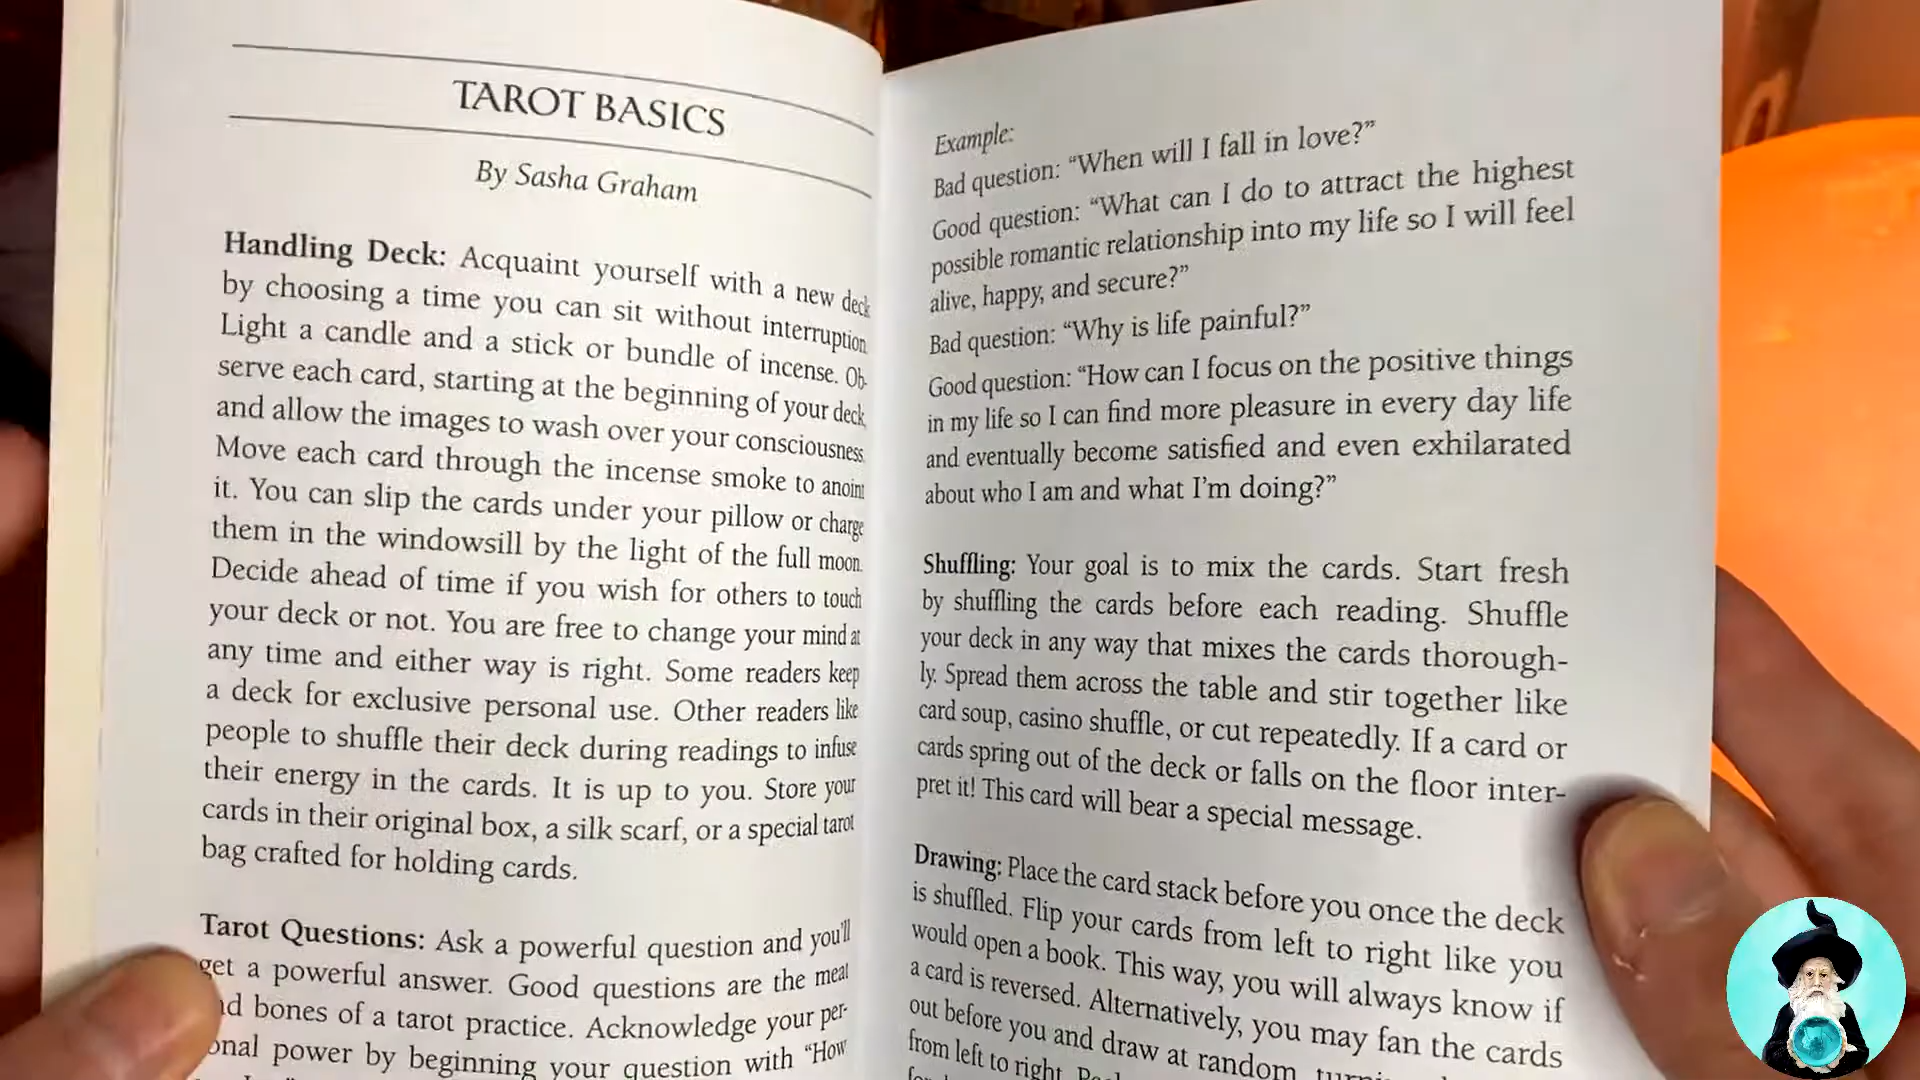 TAROT BASICS
By Sasha Graham
Handling Deck: Acquaint yourself with a new deck
by choosing a time you can sit without interruption
Light a candle and a stick or bundle of incense. Ob-
serve each card, starting at the beginning of your deck,
and allow the images to wash over your consciousness.
Move each card through the incense smoke to anoint
it. You can slip the cards under your pillow or charge
them in the windowsill by the light of the full moon.
Decide ahead of time if you wish for others to touch
your deck or not. You are free to change your mind at
any time and either way is right. Some readers keep
a deck for exclusive personal use. Other readers like
people to shuffle their deck during readings to infuse
their energy in the cards. It is up to you. Store your
cards in their original box, a silk scarf, or a special tarot
bag crafted for holding cards.
Tarot Questions: Ask a powerful question and you'll
get a powerful answer. Good questions are the meat
nd bones of a tarot practice. Acknowledge your per-
onal power by beginning your question with “How
Example:
Bad question: “When will I fall in love?”
Good question: “What can I do to attract the highest
possible romantic relationship into my life so I will feel
alive, happy, and secure?”
Bad question: “Why is life painful?”
Good question: “How can I focus on the positive things
in my life so I can find more pleasure in every day life
and eventually become satisfied and even exhilarated
about who I am and what I'm doing?”
Shuffling: Your goal is to mix the cards. Start fresh
by shuffling the cards before each reading. Shuffle
your deck in any way that mixes the cards thorough-
ly. Spread them across the table and stir together like
card soup, casino shuffle, or cut repeatedly. If a card or
cards spring out of the deck or falls on the floor inter-
pret it! This card will bear a special message.
Drawing: Place the card stack before you once the deck
is shuffled. Flip your cards from left to right like you
would open a book. This way, you will always know if
a card is reversed. Alternatively, you may fan the cards
out before you and draw at random,
from left to right.